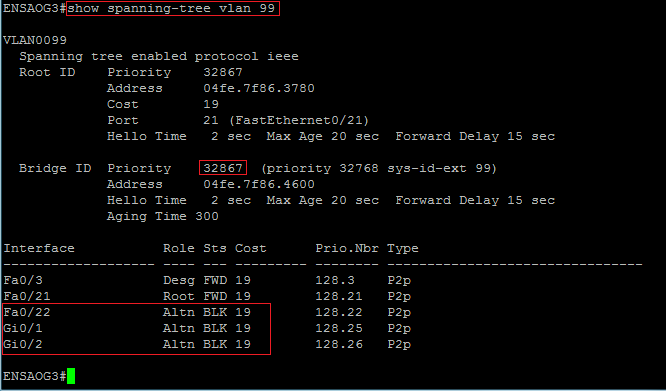 ENSAOG3#show spanning-tree vlan 99
VLAN0099
  Spanning tree enabled protocol ieee
  Root ID    Priority    32867
             Address     04fe.7f86.3780
             Cost        19
             Port        21 (FastEthernet0/21)
             Hello Time   2 sec  Max Age 20 sec  Forward Delay 15 sec
  Bridge ID  Priority    32867  (priority 32768 sys-id-ext 99)
             Address     04fe.7f86.4600
             Hello Time   2 sec  Max Age 20 sec  Forward Delay 15 sec
             Aging Time 300
Interface           Role Sts Cost      Prio.Nbr Type
------------------- ---- --- --------- -------- --------------------------------
Fa0/3               Desg FWD 19        128.3    P2p
Fa0/21              Root FWD 19        128.21   P2p
Fa0/22              Altn BLK 19        128.22   P2p
Gi0/1               Altn BLK 19        128.25   P2p
Gi0/2               Altn BLK 19        128.26   P2p
ENSAOG3#